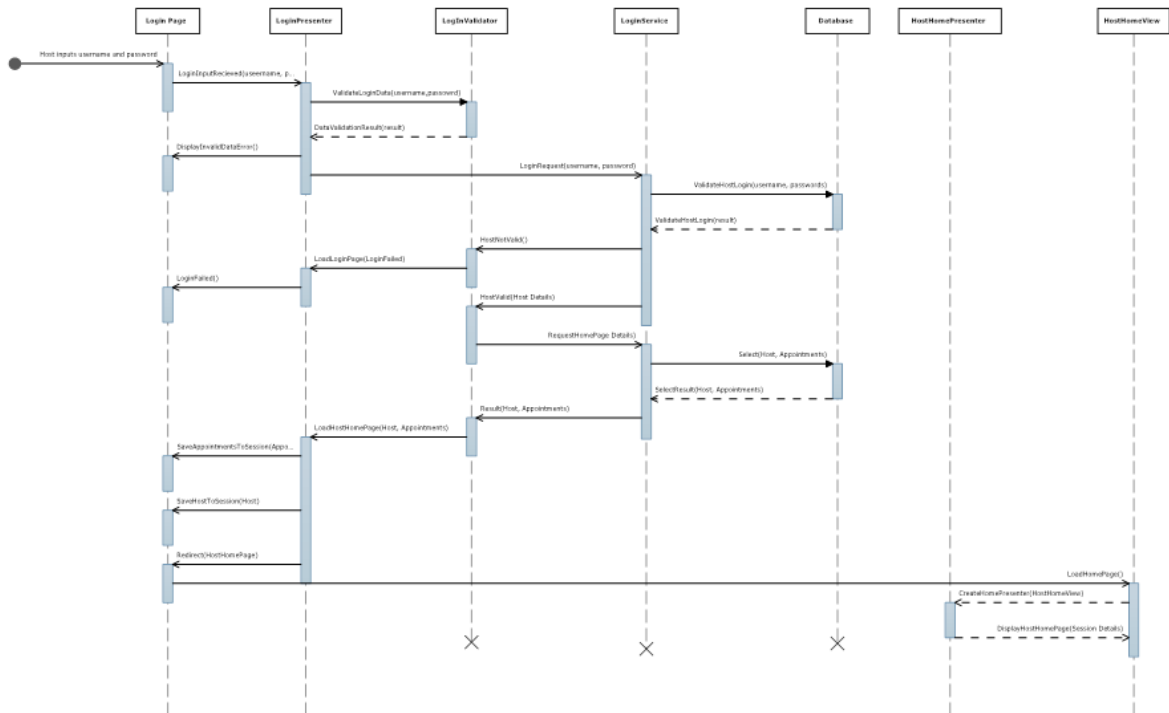 Login Page
LoginPresenter
LogInValidator
LoginService
Database
HostHomePresenter
HostHomeView
Host inputs username and password
LoginInputRecieved(useername, p...
ValidateLoginData(username,passowrd)
DataValidationResult(result)
DisplayInvalidDataError()
LoginRequest(username, password)
ValidateHostLogin(username, passwords)
ValidateHostLogin(result)
HostNotValid()
LoadLoginPage(LoginFailed)
LoginFailed()
HostValid(Host Details)
RequestHomePage Details)
Select(Host, Appointments)
SelectResult(Host, Appointments)
Result(Host, Appointments)
LoadHostHomePage(Host, Appointments)
SaveAppointmentsToSession(Appo...
SaveHostToSession(Host)
Redirect(HostHomePage)
LoadHomePage()
CreateHomePresenter(HostHomeView)
DisplayHostHomePage(Session Details)